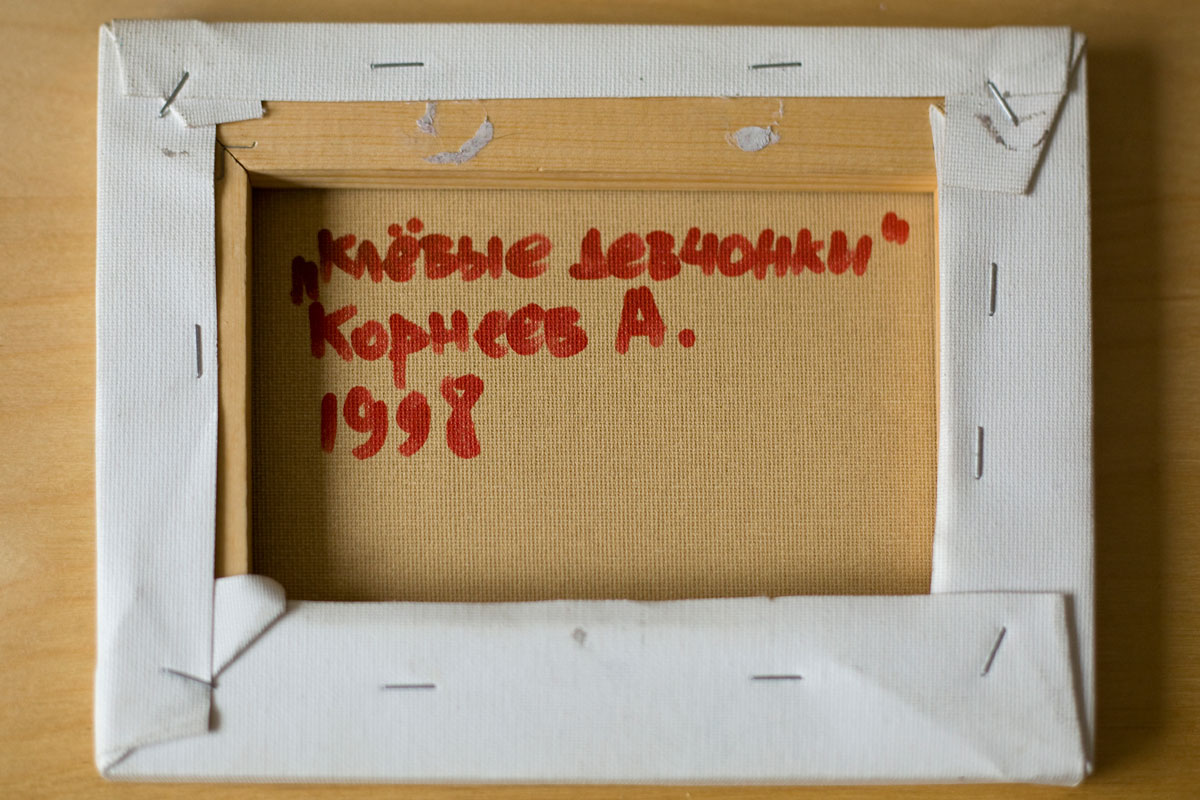 „Клёвые девчонки"
Корнеев А.
1998